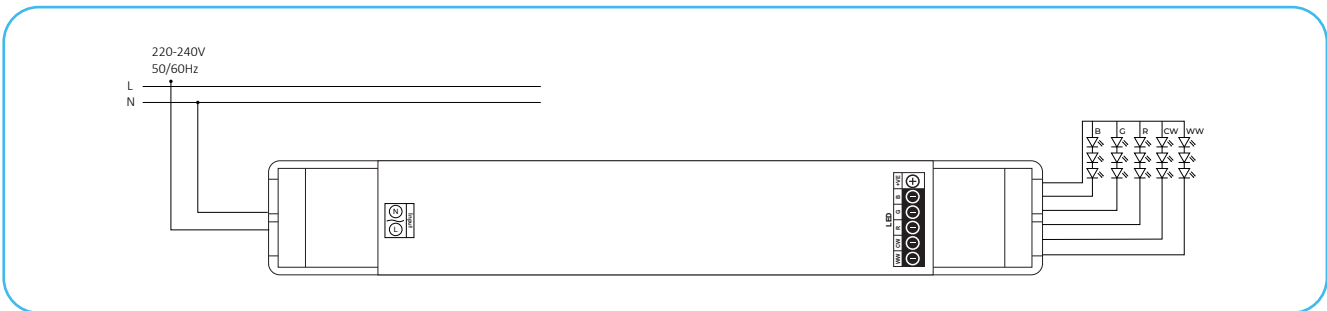 220-240V
50/60Hz
L
N
B G R CW WW
N
L
Input
LED
+VE
B
G
R
CW
WW